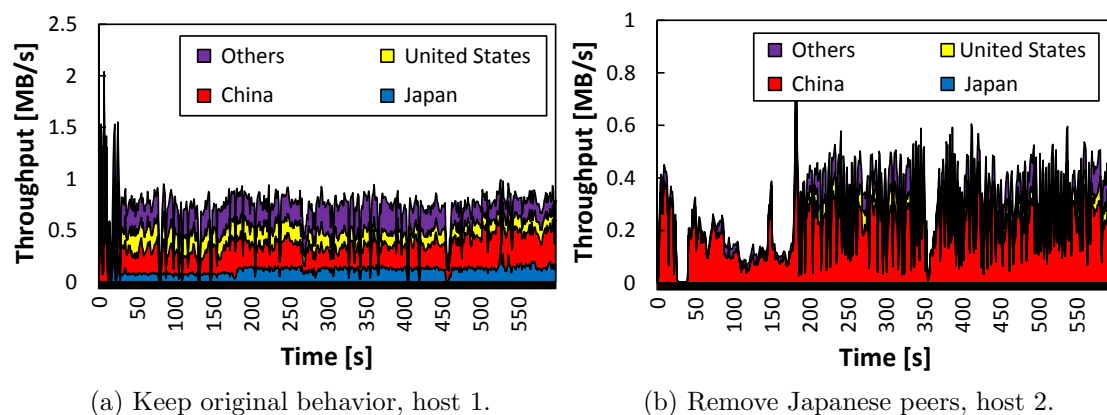 Throughput [MB/s]
2.5
2
1.5
1
0.5
0
Others
United States
China
Japan
0
50
100
150
200
250
300
350
400
450
500
550
Time [s]
(a) Keep original behavior, host 1.
Throughput [MB/s]
1
0.8
0.6
0.4
0.2
0
Others
United States
China
Japan
0
50
100
150
200
250
300
350
400
450
500
550
Time [s]
(b) Remove Japanese peers, host 2.